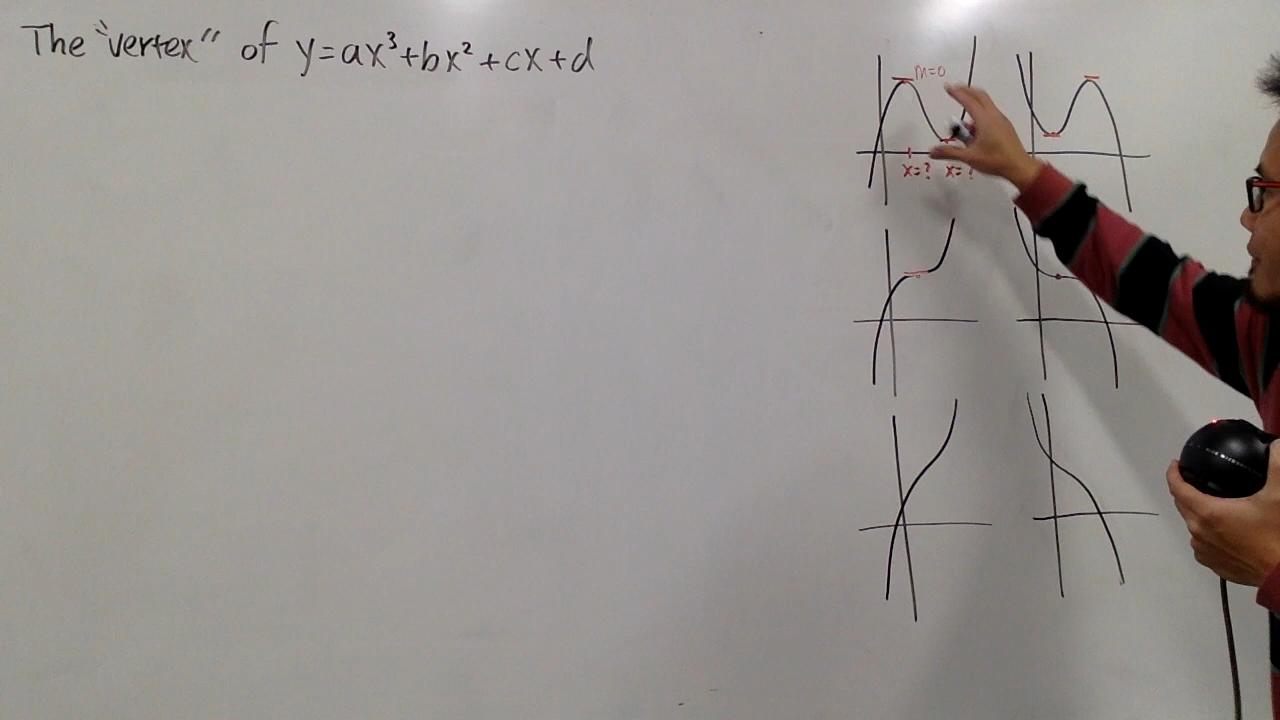 The "vertex" of y=ax³+bx²+cx+d
m=0
x=? x=?